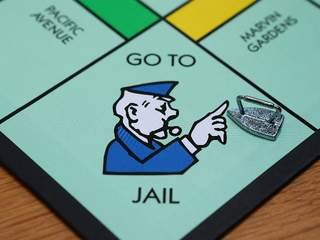 PACIFIC
AVENUE
MARVIN
GARDENS
GO TO
JAIL